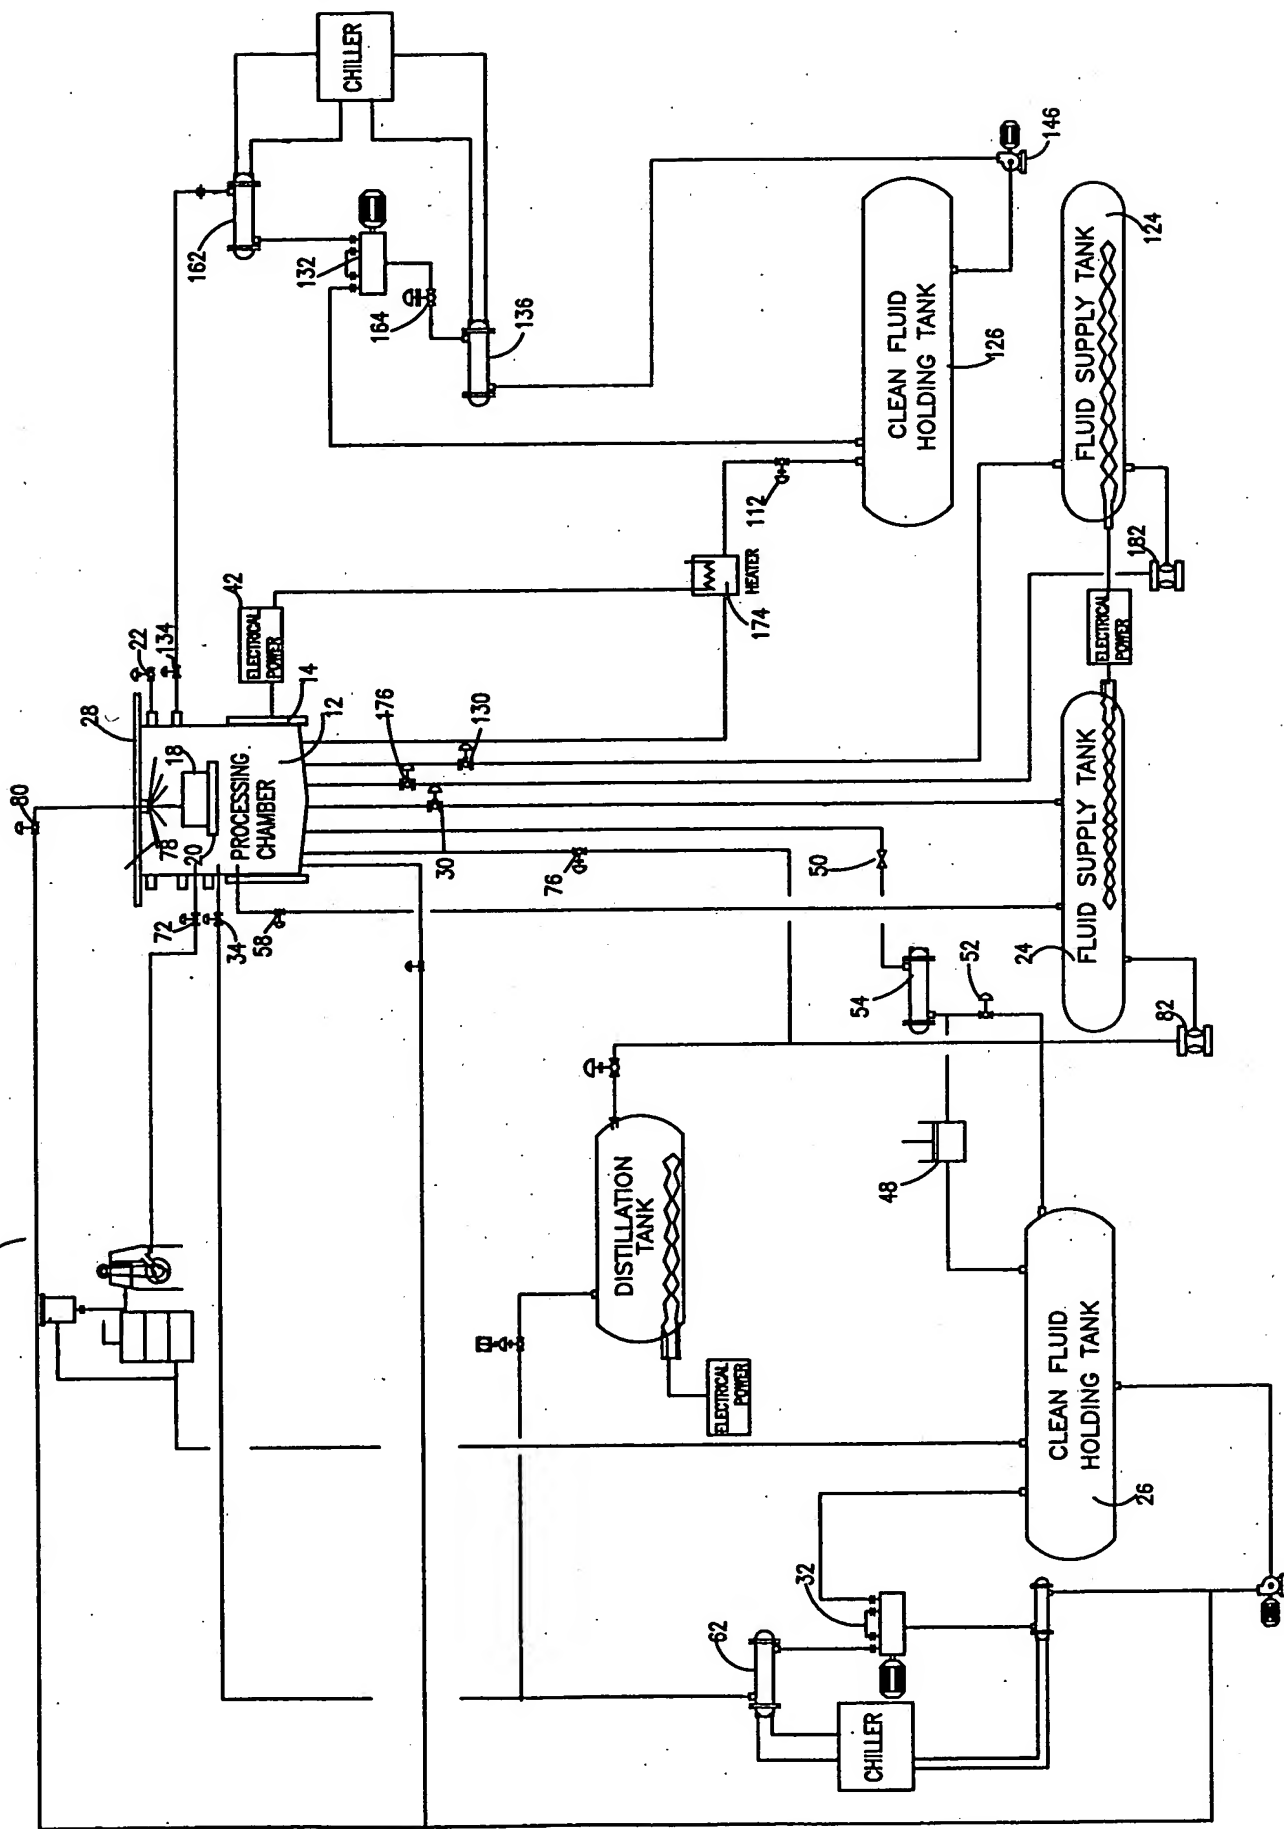 80
28
22
134
18
78
20
PROCESSING
CHAMBER
12
14
42
ELECTRICAL
POWER
162
CHILLER
132
164
136
72
34
58
176
130
30
76
50
HEATER
174
112
CLEAN FLUID
HOLDING TANK
126
146
124
FLUID SUPPLY TANK
182
ELECTRICAL
POWER
24
FLUID SUPPLY TANK
82
54
52
48
DISTILLATION
TANK
ELECTRICAL
POWER
CLEAN FLUID
HOLDING TANK
26
32
62
CHILLER